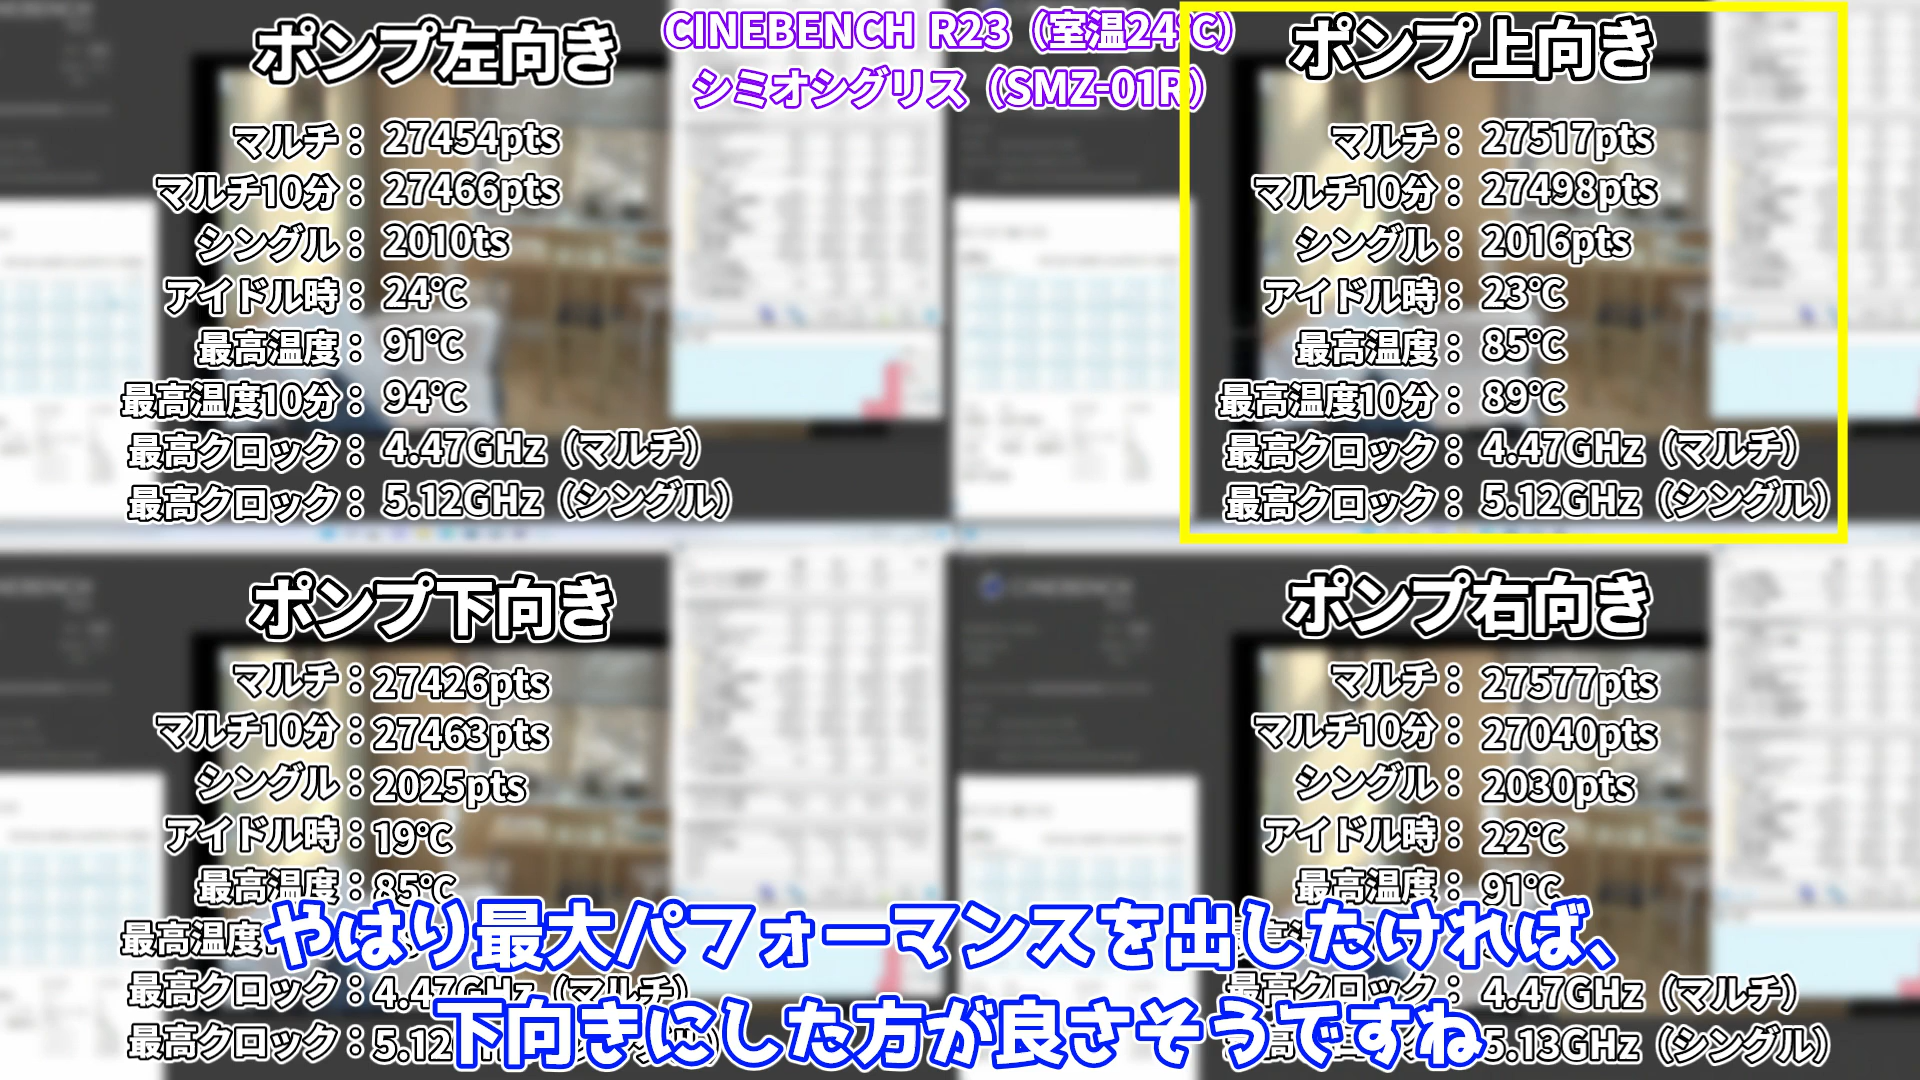 CINEBENCH R23（室温24℃）
シミオシグリス（SMZ-01R）
ポンプ左向き
マルチ：27454pts
マルチ10分：27466pts
シングル：2010ts
アイドル時：24℃
最高温度：91℃
最高温度10分：94℃
最高クロック：4.47GHz（マルチ）
最高クロック：5.12GHz（シングル）
ポンプ上向き
マルチ：27517pts
マルチ10分：27498pts
シングル：2016pts
アイドル時：23℃
最高温度：85℃
最高温度10分：89℃
最高クロック：4.47GHz（マルチ）
最高クロック：5.12GHz（シングル）
ポンプ下向き
マルチ：27426pts
マルチ10分：27463pts
シングル：2025pts
アイドル時：19℃
最高温度：85℃
最高温度
最高クロック：4.47GHz（マルチ）
最高クロック：5.12
ポンプ右向き
マルチ：27577pts
マルチ10分：27040pts
シングル：2030pts
アイドル時：22℃
最高温度：91℃
最高クロック：4.47GHz（マルチ）
5.13GHz（シングル）
やはり最大パフォーマンスを出したければ、
下向きにした方が良さそうですね